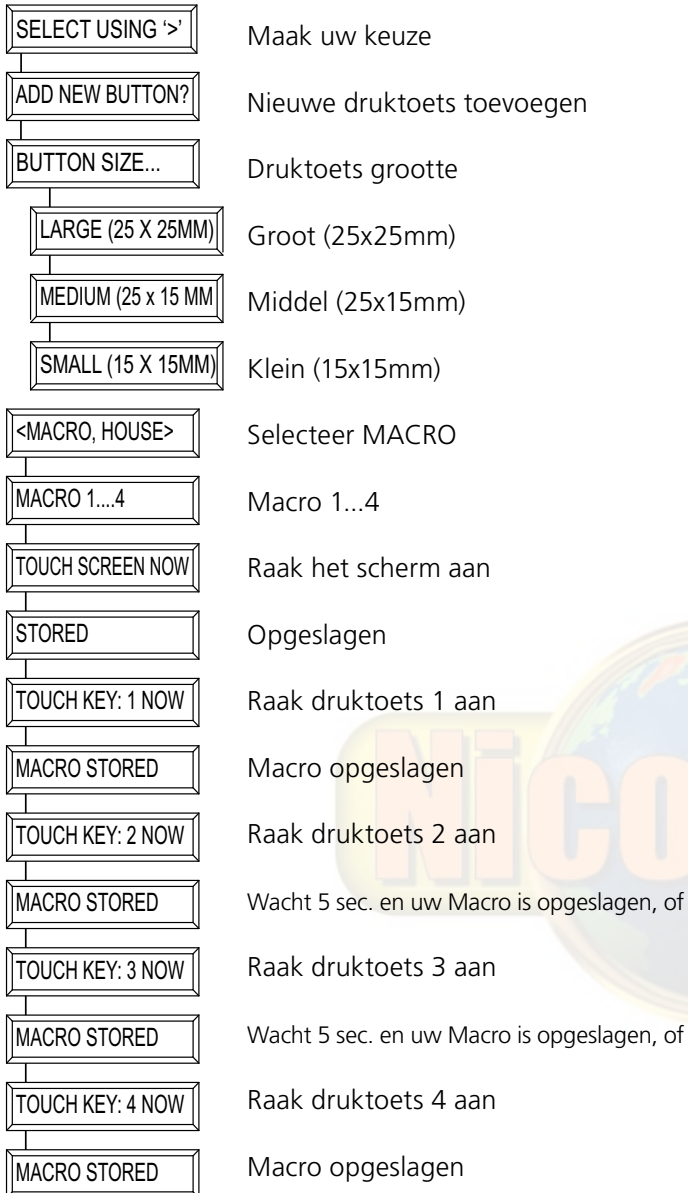 SELECT USING ‘>’ Maak uw keuze
ADD NEW BUTTON? Nieuwe druktoets toevoegen
BUTTON SIZE... Druktoets grootte
LARGE (25 X 25MM) Groot (25x25mm)
MEDIUM (25 x 15 MM Middel (25x15mm)
SMALL (15 X 15MM) Klein (15x15mm)
<MACRO, HOUSE> Selecteer MACRO
MACRO 1....4 Macro 1...4
TOUCH SCREEN NOW Raak het scherm aan
STORED Opgeslagen
TOUCH KEY: 1 NOW Raak druktoets 1 aan
MACRO STORED Macro opgeslagen
TOUCH KEY: 2 NOW Raak druktoets 2 aan
MACRO STORED Wacht 5 sec. en uw Macro is opgeslagen, of
TOUCH KEY: 3 NOW Raak druktoets 3 aan
MACRO STORED Wacht 5 sec. en uw Macro is opgeslagen, of
TOUCH KEY: 4 NOW Raak druktoets 4 aan
MACRO STORED Macro opgeslagen